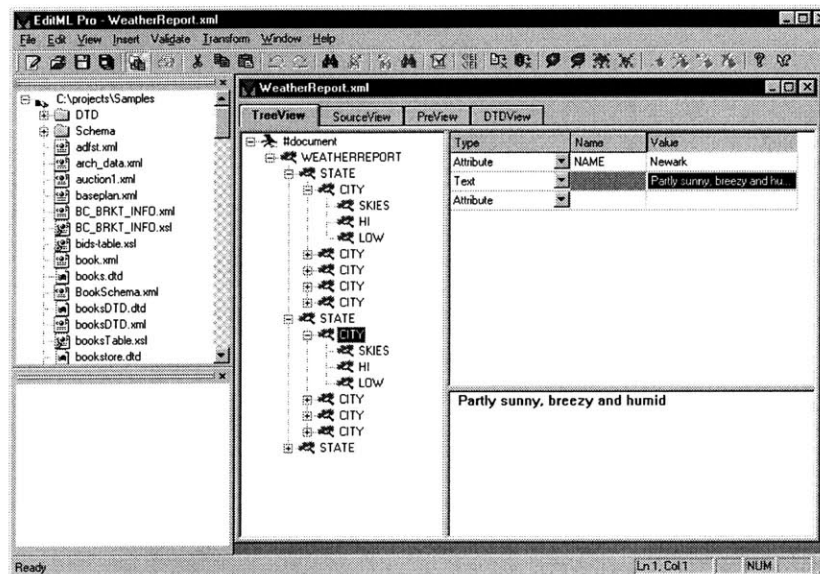 EditML Pro - WeatherReport.xml
File Edit View Insert Validate Transform Window Help
C:\projects\Samples
DTD
Schema
adfst.xml
arch_data.xml
auction1.xml
baseplan.xml
BC_BRKT_INFO.xml
BC_BRKT_INFO.xsl
bids-table.xsl
book.xml
books.dtd
BookSchema.xml
booksDTD.dtd
booksDTD.xml
booksTable.xsl
bookstore.dtd
WeatherReport.xml
TreeView SourceView PreView DTDView
#document
WEATHERREPORT
STATE
CITY
SKIES
HI
LOW
CITY
CITY
CITY
CITY
STATE
CITY
SKIES
HI
LOW
CITY
CITY
CITY
STATE
Type Name Value
Attribute NAME Newark
Text Partly sunny, breezy and hu...
Attribute
Partly sunny, breezy and humid
Ready Ln 1, Col 1 NUM